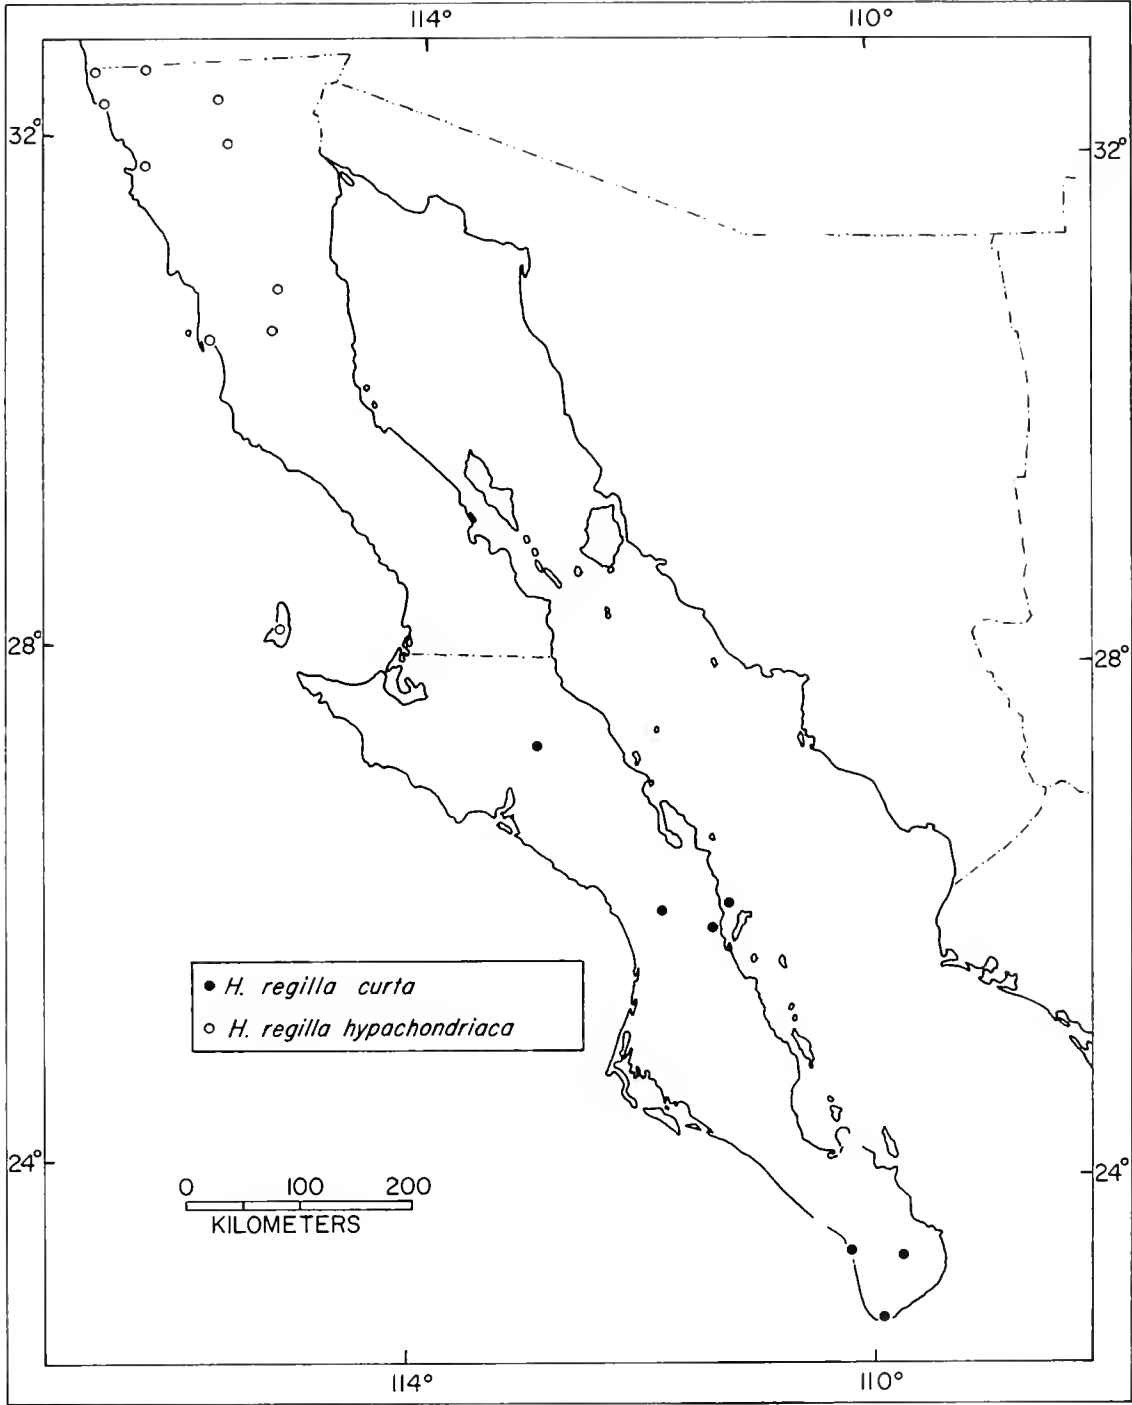 114° 110°
32° 32°
28° 28°
H. regilla curta
H. regilla hypachondriaca
24° 24°
0 100 200
KILOMETERS
114° 110°